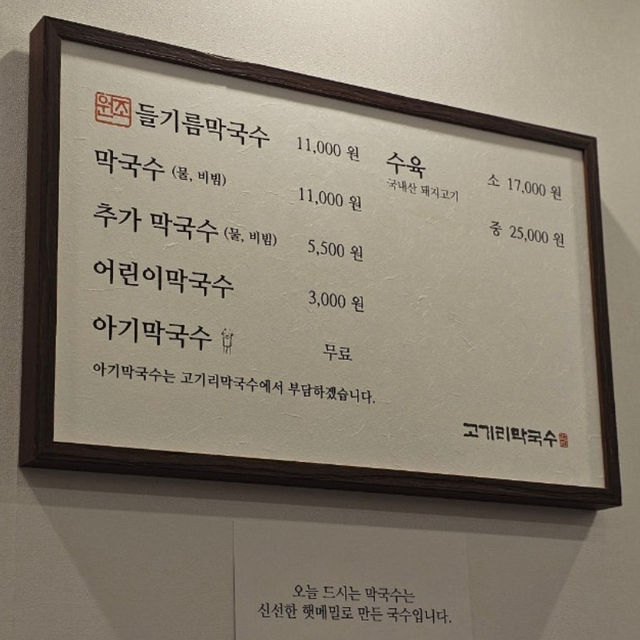 원조 들기름막국수 11,000 원
막국수 (물, 비빔) 11,000 원
추가 막국수 (물, 비빔) 5,500 원
어린이막국수 3,000 원
아기막국수 무료
아기막국수는 고기리막국수에서 부담하겠습니다.
수육 소 17,000 원
국내산 돼지고기
중 25,000 원
고기리막국수
오늘 드시는 막국수는
신선한 햇메밀로 만든 국수입니다.